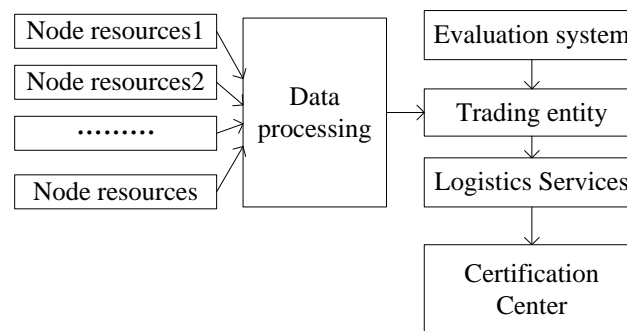 Node resources1
Node resources2
.........
Node resources
Data
processing
Evaluation system
Trading entity
Logistics Services
Certification
Center